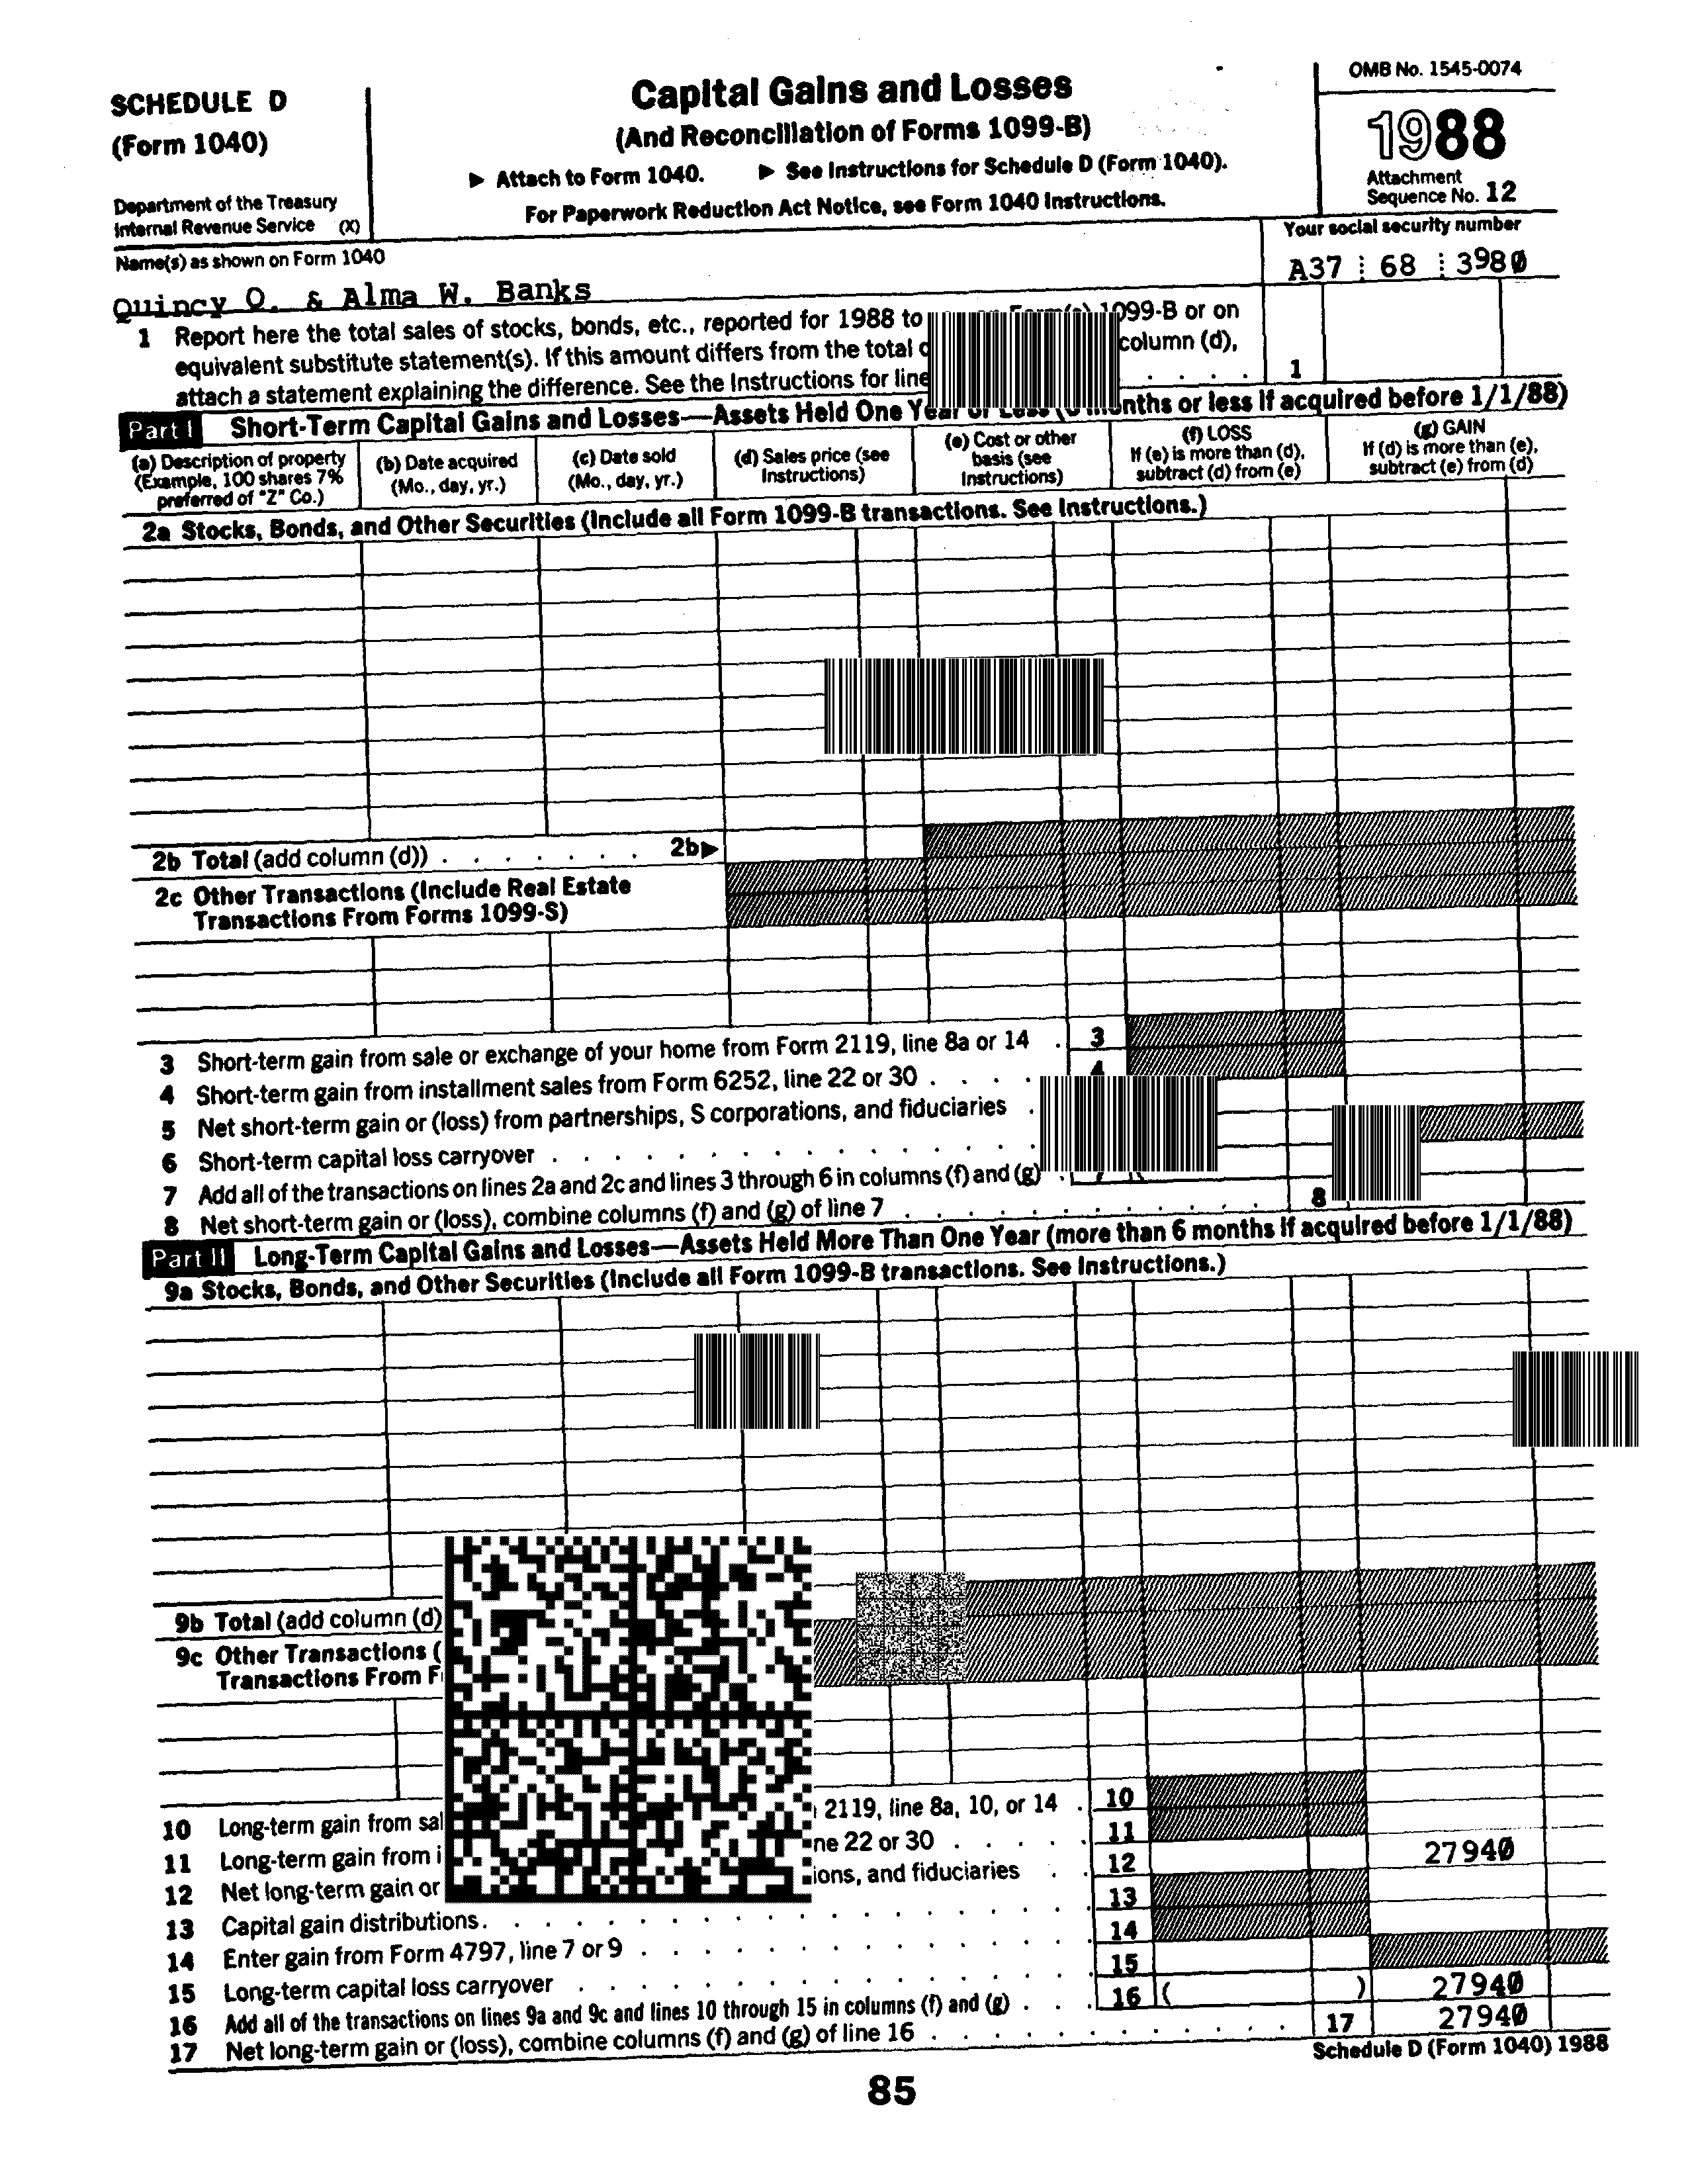 SCHEDULE D
(Form 1040)
Department of the Treasury
Internal Revenue Service (X)
Capital Gains and Losses
(And Reconciliation of Forms 1099-B)
▶ Attach to Form 1040. ▶ See Instructions for Schedule D (Form 1040).
For Paperwork Reduction Act Notice, see Form 1040 Instructions.
OMB No. 1545-0074
1988
Attachment
Sequence No. 12
Name(s) as shown on Form 1040
Your social security number
Quincy O. & Alma W. Banks
A37 68 3980
1 Report here the total sales of stocks, bonds, etc., reported for 1988 to 1099-B or on
equivalent substitute statement(s). If this amount differs from the total column (d),
attach a statement explaining the difference. See the Instructions for line . . . . 1
Part I Short-Term Capital Gains and Losses—Assets Held One Year or Less months or less if acquired before 1/1/88)
(a) Description of property
(Example, 100 shares 7%
preferred of "Z" Co.)
(b) Date acquired
(Mo., day, yr.)
(c) Date sold
(Mo., day, yr.)
(d) Sales price (see
Instructions)
(e) Cost or other
basis (see
Instructions)
(f) LOSS
If (e) is more than (d),
subtract (d) from (e)
(g) GAIN
If (d) is more than (e),
subtract (e) from (d)
2a Stocks, Bonds, and Other Securities (Include all Form 1099-B transactions. See Instructions.)
2b Total (add column (d)) . . . . . . . 2b▶
2c Other Transactions (Include Real Estate
Transactions From Forms 1099-S)
3 Short-term gain from sale or exchange of your home from Form 2119, line 8a or 14 . 3
4 Short-term gain from installment sales from Form 6252, line 22 or 30 . . . . 4
5 Net short-term gain or (loss) from partnerships, S corporations, and fiduciaries .
6 Short-term capital loss carryover . . . . . . . . . . . . . .
7 Add all of the transactions on lines 2a and 2c and lines 3 through 6 in columns (f) and (g) . 7 (
8 Net short-term gain or (loss), combine columns (f) and (g) of line 7 . . . . . . . . . . . . 8
Part II Long-Term Capital Gains and Losses—Assets Held More Than One Year (more than 6 months if acquired before 1/1/88)
9a Stocks, Bonds, and Other Securities (Include all Form 1099-B transactions. See Instructions.)
9b Total (add column (d)
9c Other Transactions (
Transactions From
10 Long-term gain from 2119, line 8a, 10, or 14 . 10
11 Long-term gain from 22 or 30 . . . . . 11
12 Net long-term gain or and fiduciaries . . 12 27940
13 Capital gain distributions . . . . . . . . . . . . . . . . 13
14 Enter gain from Form 4797, line 7 or 9 . . . . . . . . . . . . . 14
15 Long-term capital loss carryover . . . . . . . . . . . . . . 15
16 Add all of the transactions on lines 9a and 9c and lines 10 through 15 in columns (f) and (g) . . . 16 ( ) 27940
17 Net long-term gain or (loss), combine columns (f) and (g) of line 16 . . . . . . . . . . . . 17 27940
Schedule D (Form 1040) 1988
85